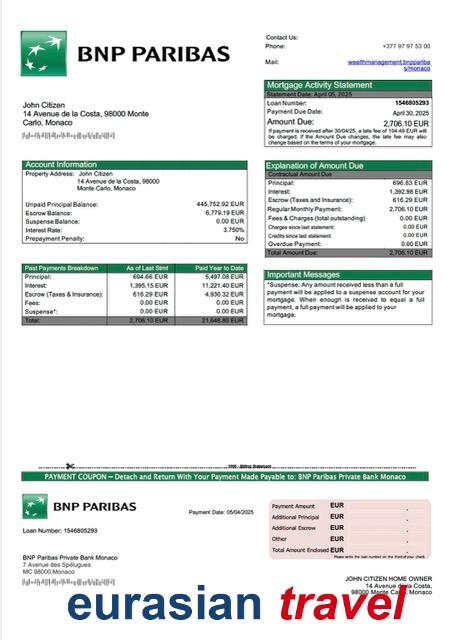 BNP PARIBAS
Contact Us:
Phone: +377 97 97 53 00
Mail: wealthmanagement.bnppariba
s/monaco
Mortgage Activity Statement
Statement Date: April 05, 2025
Loan Number: 1546805293
Payment Due Date: April 30, 2025
Amount Due: 2,706.10 EUR
If payment is received after 30/04/25, a late fee of 104.49 EUR will
be charged. If the Amount Due Changes, the late fee may also
change based on the terms of your mortgage.
John Citizen
14 Avenue de la Costa, 98000 Monte
Carlo, Monaco
Account Information
Property Address: John Citizen
14 Avenue de la Costa, 98000
Monte Carlo, Monaco
Unpaid Principal Balance: 445,752.92 EUR
Escrow Balance: 6,779.19 EUR
Suspense Balance: 0.00 EUR
Interest Rate: 3.750%
Prepayment Penalty: No
Explanation of Amount Due
Contractual Amount Due
Principal: 696.83 EUR
Interest: 1,392.98 EUR
Escrow (Taxes and Insurance): 616.29 EUR
Regular Monthly Payment: 2,706.10 EUR
Fees & Charges (total outstanding) 0.00 EUR
Charges since last statement: 0.00 EUR
Credits since last statement: 0.00 EUR
Overdue Payment: 0.00 EUR
Total Amount Due: 2,706.10 EUR
Past Payments Breakdown As of Last Stmt Paid Year to Date
Principal: 694.66 EUR 5,497.08 EUR
Interest: 1,395.15 EUR 11,221.40 EUR
Escrow (Taxes & Insurance): 616.29 EUR 4,930.32 EUR
Fees: 0.00 EUR 0.00 EUR
Suspense*: 0.00 EUR 0.00 EUR
Total: 2,706.10 EUR 21,648.80 EUR
Important Messages
*Suspense: Any amount received less than a full
payment will be applied to a suspense account for your
mortgage. When enough is received to equal a full
payment, a full payment will be applied to your
mortgage.
PAYMENT COUPON – Detach and Return With Your Payment Made Payable to: BNP Paribas Private Bank Monaco
BNP PARIBAS
Payment Date: 05/04/2025
Loan Number: 1546805293
Payment Amount EUR .
Additional Principal EUR .
Additional Escrow EUR .
Other EUR .
Total Amount Enclosed EUR .
Please write the loan number on the front of your check
BNP Paribas Private Bank Monaco
7 Avenue des Spélugues
MC 98000 Monaco
JOHN CITIZEN HOME OWNER
14 Avenue de la Costa,
98000 Monte Carlo, Monaco
eurasian travel